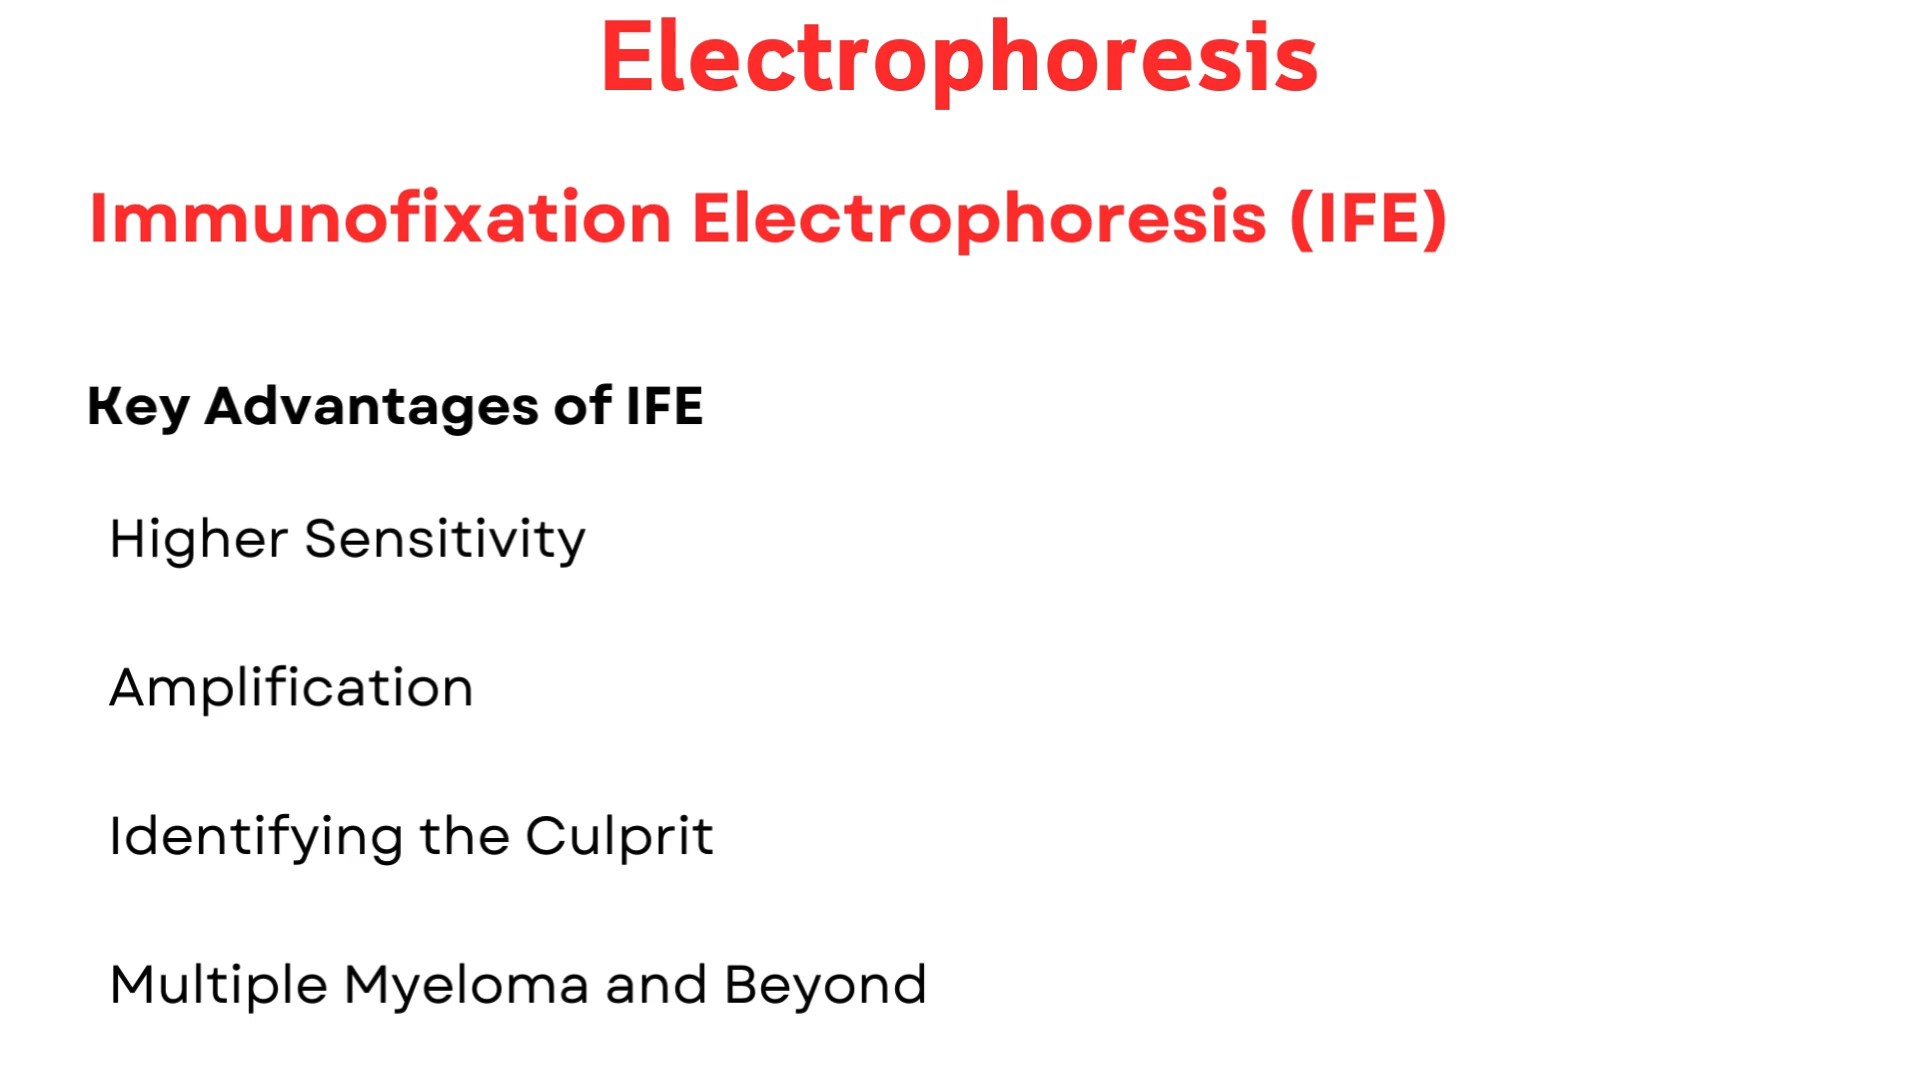 Electrophoresis
Immunofixation Electrophoresis (IFE)
Key Advantages of IFE
Higher Sensitivity
Amplification
Identifying the Culprit
Multiple Myeloma and Beyond